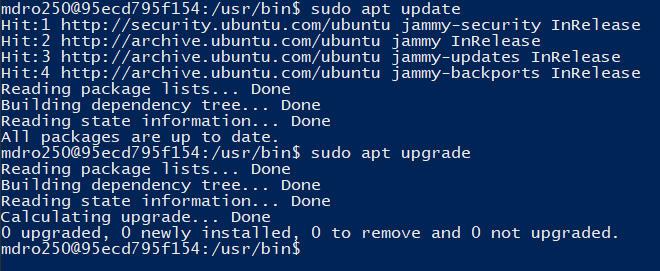 mdro250@95ecd795f154:/usr/bin$ sudo apt update
Hit:1 http://security.ubuntu.com/ubuntu jammy-security InRelease
Hit:2 http://archive.ubuntu.com/ubuntu jammy InRelease
Hit:3 http://archive.ubuntu.com/ubuntu jammy-updates InRelease
Hit:4 http://archive.ubuntu.com/ubuntu jammy-backports InRelease
Reading package lists... Done
Building dependency tree... Done
Reading state information... Done
All packages are up to date.
mdro250@95ecd795f154:/usr/bin$ sudo apt upgrade
Reading package lists... Done
Building dependency tree... Done
Reading state information... Done
Calculating upgrade... Done
0 upgraded, 0 newly installed, 0 to remove and 0 not upgraded.
mdro250@95ecd795f154:/usr/bin$